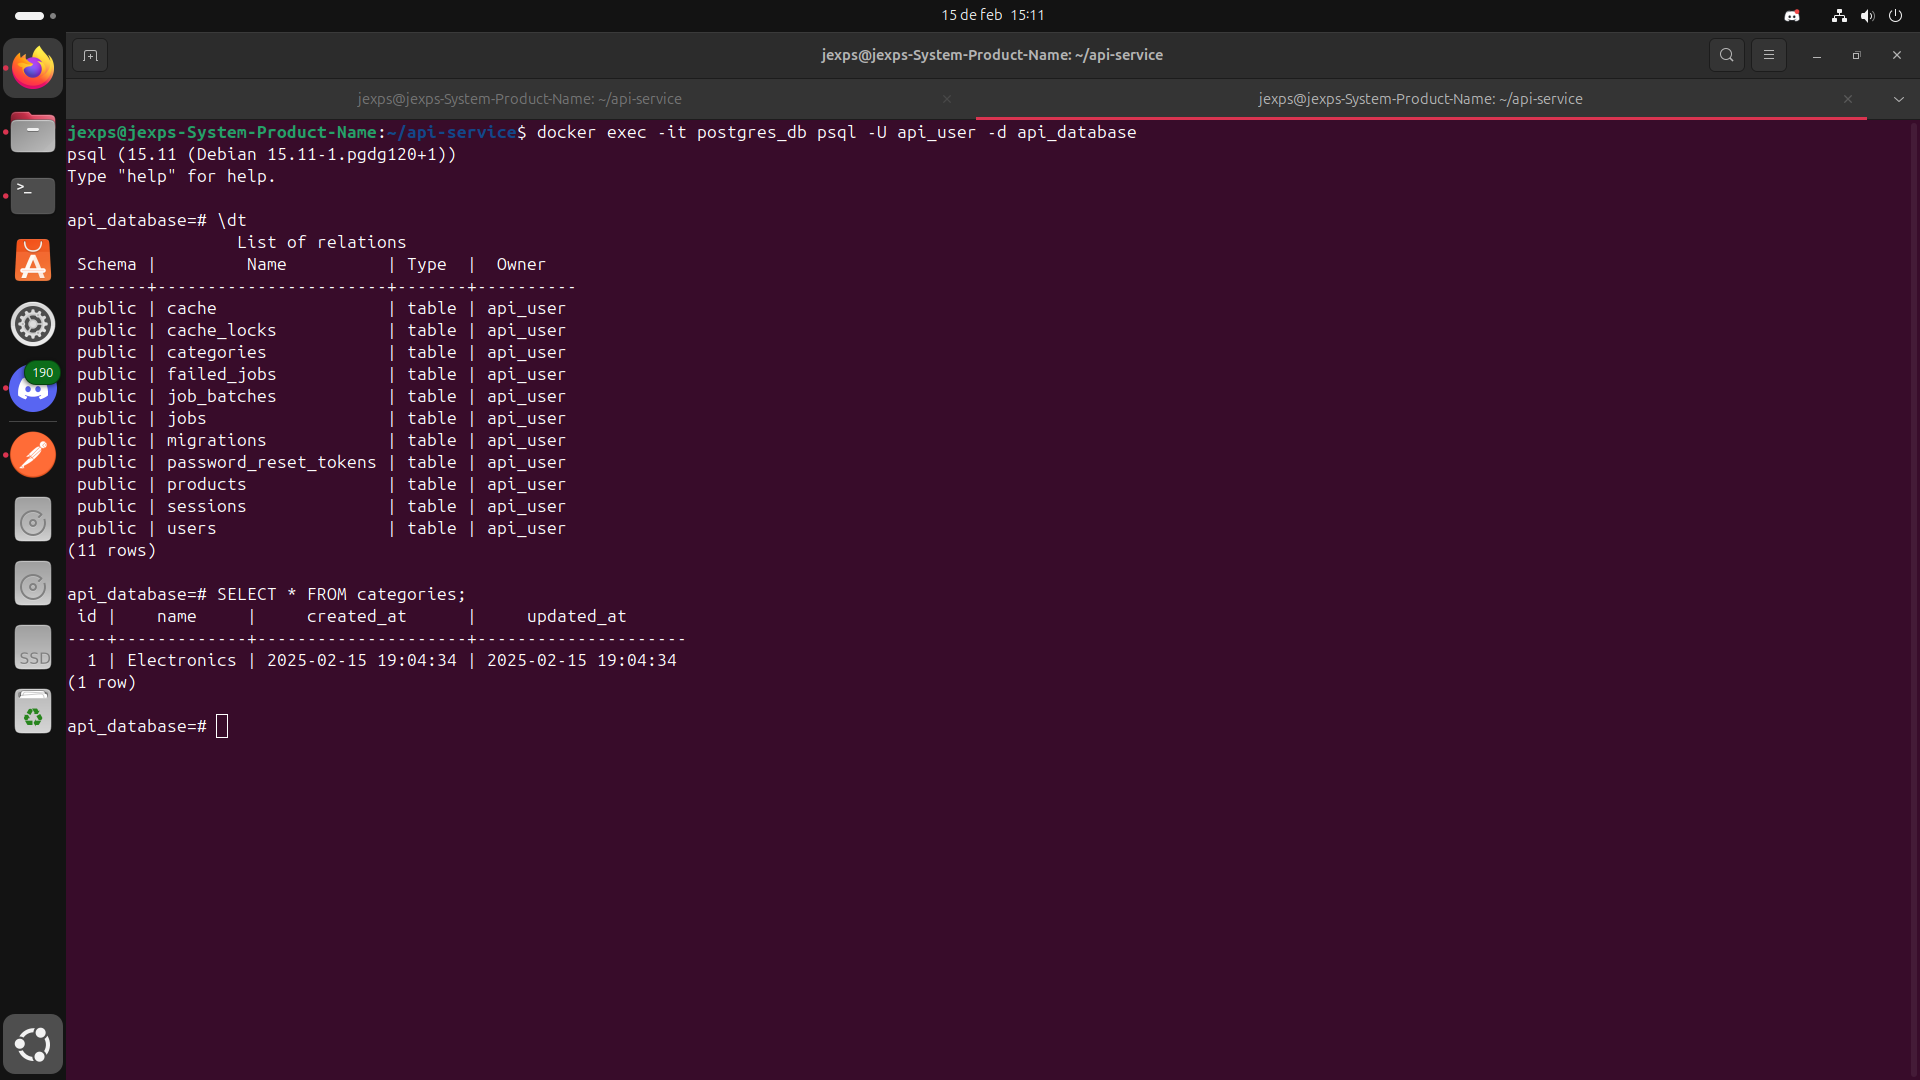 15 de feb  15:11
jexps@jexps-System-Product-Name: ~/api-service
jexps@jexps-System-Product-Name: ~/api-service
jexps@jexps-System-Product-Name: ~/api-service
jexps@jexps-System-Product-Name:~/api-service$ docker exec -it postgres_db psql -U api_user -d api_database
psql (15.11 (Debian 15.11-1.pgdg120+1))
Type "help" for help.
api_database=# \dt
                 List of relations
 Schema |         Name          | Type  |  Owner
--------+-----------------------+-------+----------
 public | cache                 | table | api_user
 public | cache_locks           | table | api_user
 public | categories            | table | api_user
 public | failed_jobs           | table | api_user
 public | job_batches           | table | api_user
 public | jobs                  | table | api_user
 public | migrations            | table | api_user
 public | password_reset_tokens | table | api_user
 public | products              | table | api_user
 public | sessions              | table | api_user
 public | users                 | table | api_user
(11 rows)
api_database=# SELECT * FROM categories;
 id |    name     |     created_at      |     updated_at
----+-------------+---------------------+---------------------
  1 | Electronics | 2025-02-15 19:04:34 | 2025-02-15 19:04:34
(1 row)
api_database=#
>_
190
SSD